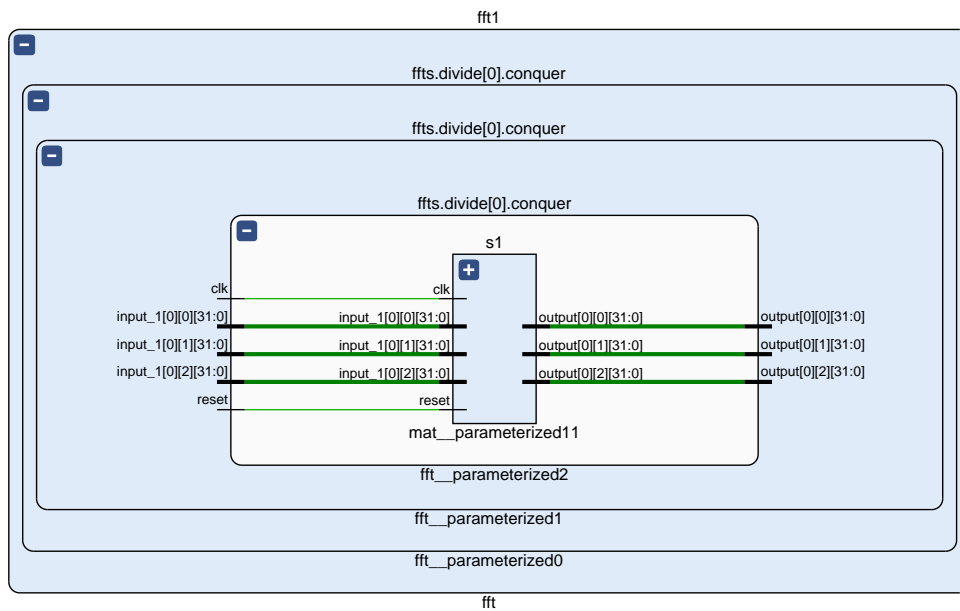 fft1
ffts.divide[0].conquer
ffts.divide[0].conquer
ffts.divide[0].conquer
s1
clk
clk
input_1[0][0][31:0]
input_1[0][0][31:0]
output[0][0][31:0]
output[0][0][31:0]
input_1[0][1][31:0]
input_1[0][1][31:0]
output[0][1][31:0]
output[0][1][31:0]
input_1[0][2][31:0]
input_1[0][2][31:0]
output[0][2][31:0]
output[0][2][31:0]
reset
reset
mat__parameterized11
fft__parameterized2
fft__parameterized1
fft__parameterized0
fft